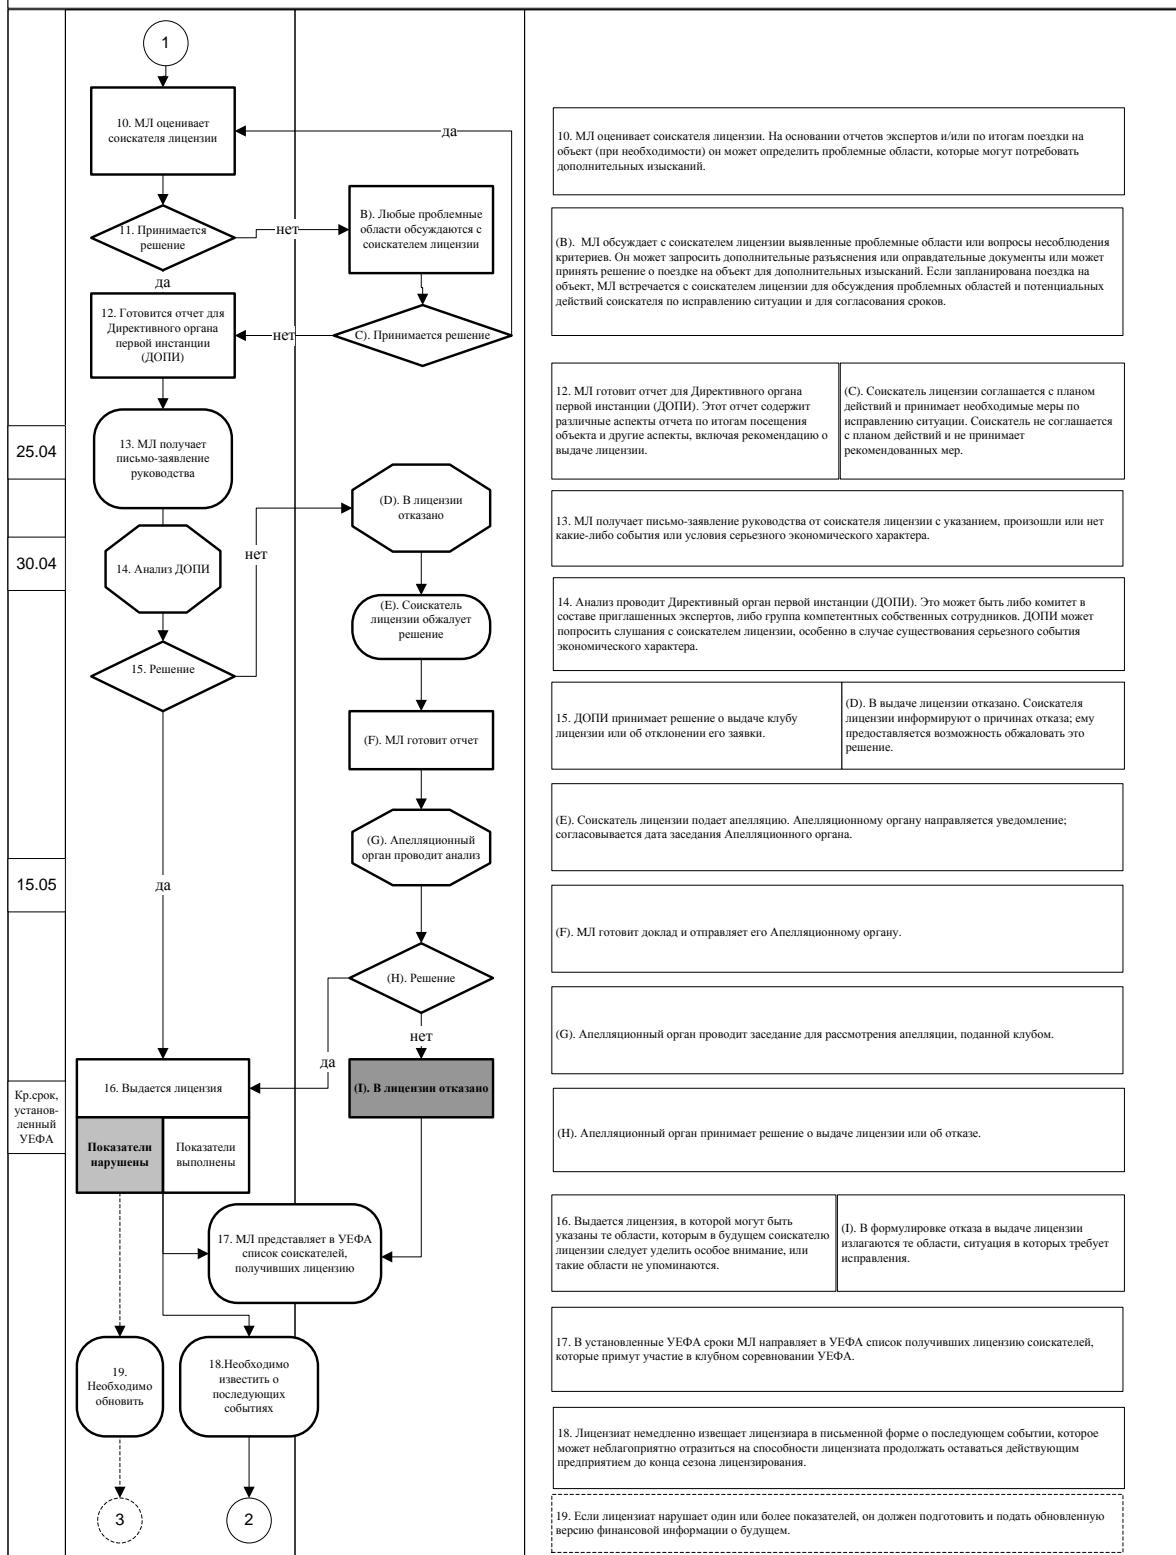 1
10. МЛ оценивает
соискателя лицензии
да
10. МЛ оценивает соискателя лицензии. На основании отчетов экспертов и/или по итогам поездки на
объект (при необходимости) он может определить проблемные области, которые могут потребовать
дополнительных изысканий.
11. Принимается
решение
нет
B). Любые проблемные
области обсуждаются с
соискателем лицензии
(B). МЛ обсуждает с соискателем лицензии выявленные проблемные области или вопросы несоблюдения
критериев. Он может запросить дополнительные разъяснения или оправдательные документы или может
принять решение о поездке на объект для дополнительных изысканий. Если запланирована поездка на
объект, МЛ встречается с соискателем лицензии для обсуждения проблемных областей и потенциальных
действий соискателя по исправлению ситуации и для согласования сроков.
да
12. Готовится отчет для
Директивного органа
первой инстанции
(ДОПИ)
нет
C). Принимается решение
12. МЛ готовит отчет для Директивного органа
первой инстанции (ДОПИ). Этот отчет содержит
различные аспекты отчета по итогам посещения
объекта и другие аспекты, включая рекомендацию о
выдаче лицензии.
(C). Соискатель лицензии соглашается с планом
действий и принимает необходимые меры по
исправлению ситуации. Соискатель не соглашается
с планом действий и не принимает
рекомендованных мер.
25.04
13. МЛ получает
письмо-заявление
руководства
(D). В лицензии
отказано
13. МЛ получает письмо-заявление руководства от соискателя лицензии с указанием, произошли или нет
какие-либо события или условия серьезного экономического характера.
30.04
14. Анализ ДОПИ
нет
(E). Соискатель
лицензии обжалует
решение
14. Анализ проводит Директивный орган первой инстанции (ДОПИ). Это может быть либо комитет в
составе приглашенных экспертов, либо группа компетентных собственных сотрудников. ДОПИ может
попросить слушания с соискателем лицензии, особенно в случае существования серьезного события
экономического характера.
15. Решение
(F). МЛ готовит отчет
15. ДОПИ принимает решение о выдаче клубу
лицензии или об отклонении его заявки.
(D). В выдаче лицензии отказано. Соискателя
лицензии информируют о причинах отказа; ему
предоставляется возможность обжаловать это
решение.
(G). Апелляционный
орган проводит анализ
(E). Соискатель лицензии подает апелляцию. Апелляционному органу направляется уведомление;
согласовывается дата заседания Апелляционного органа.
15.05
да
(F). МЛ готовит доклад и отправляет его Апелляционному органу.
(H). Решение
(G). Апелляционный орган проводит заседание для рассмотрения апелляции, поданной клубом.
нет
да
16. Выдается лицензия
(I). В лицензии отказано
Кр.срок,
установ-
ленный
УЕФА
Показатели
нарушены
Показатели
выполнены
(H). Апелляционный орган принимает решение о выдаче лицензии или об отказе.
17. МЛ представляет в УЕФА
список соискателей,
получивших лицензию
16. Выдается лицензия, в которой могут быть
указаны те области, которым в будущем соискателю
лицензии следует уделить особое внимание, или
такие области не упоминаются.
(I). В формулировке отказа в выдаче лицензии
излагаются те области, ситуация в которых требует
исправления.
17. В установленные УЕФА сроки МЛ направляет в УЕФА список получивших лицензию соискателей,
которые примут участие в клубном соревновании УЕФА.
19.
Необходимо
обновить
18.Необходимо
известить о
последующих
событиях
18. Лицензиат немедленно извещает лицензиара в письменной форме о последующем событии, которое
может неблагоприятно отразиться на способности лицензиата продолжать оставаться действующим
предприятием до конца сезона лицензирования.
3
2
19. Если лицензиат нарушает один или более показателей, он должен подготовить и подать обновленную
версию финансовой информации о будущем.